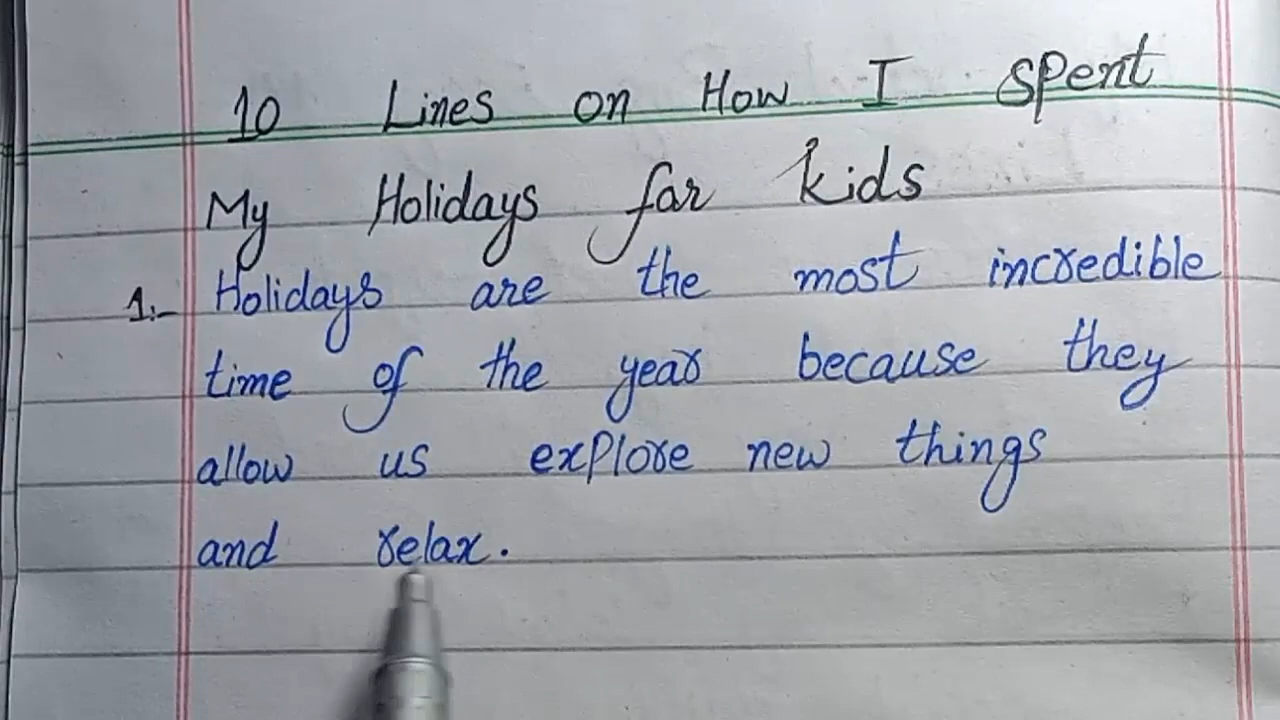 10 Lines on How I spent
My Holidays for kids
1:- Holidays are the most incredible
time of the year because they
allow us explore new things
and relax.